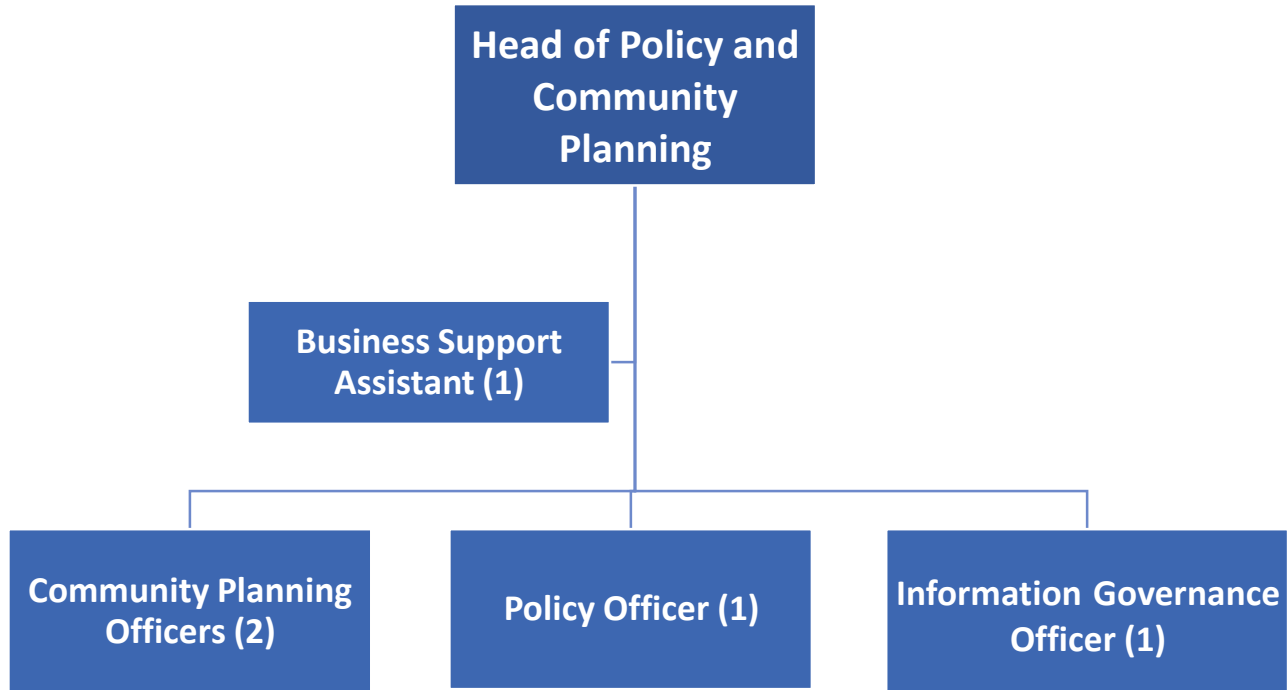 Head of Policy and
Community
Planning
Business Support
Assistant (1)
Community Planning
Officers (2)
Policy Officer (1)
Information Governance
Officer (1)